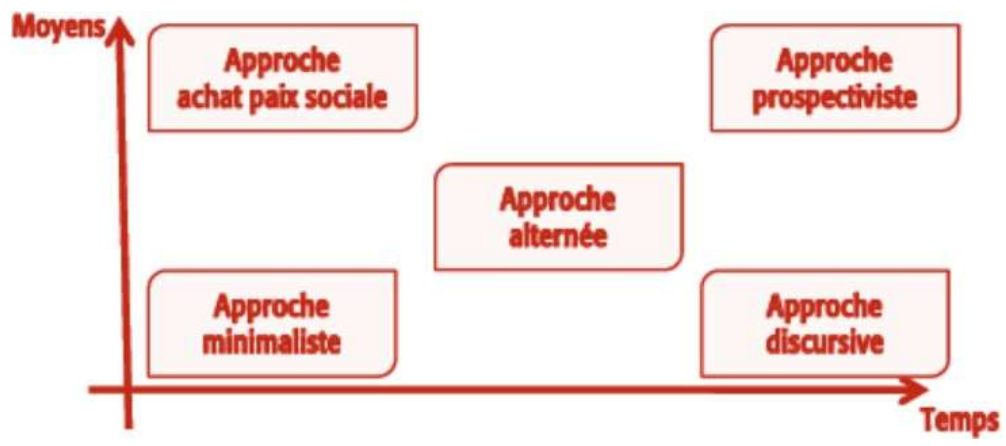 Moyens
Approche
achat paix sociale
Approche
prospectiviste
Approche
alternée
Approche
minimaliste
Approche
discursive
Temps